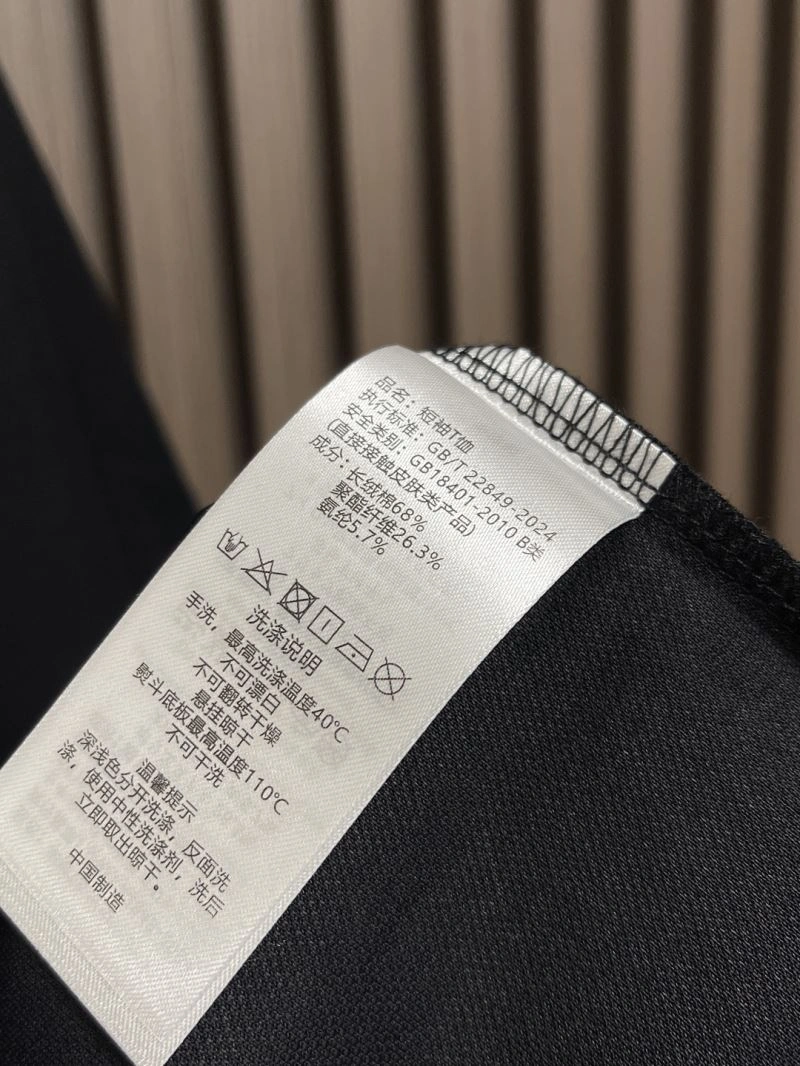 品名：短袖T恤
执行标准：GB/T 22849-2024
安全类别：GB18401-2010 B类
(直接接触皮肤类产品)
成分：长绒棉68%
聚酯纤维26.3%
氨纶5.7%
洗涤说明
手洗，最高洗涤温度40℃
不可漂白
不可翻转干燥
悬挂晾干
熨斗底板最高温度110℃
不可干洗
温馨提示
深浅色分开洗涤，反面洗
涤，使用中性洗涤剂，洗后
立即取出晾干。
中国制造